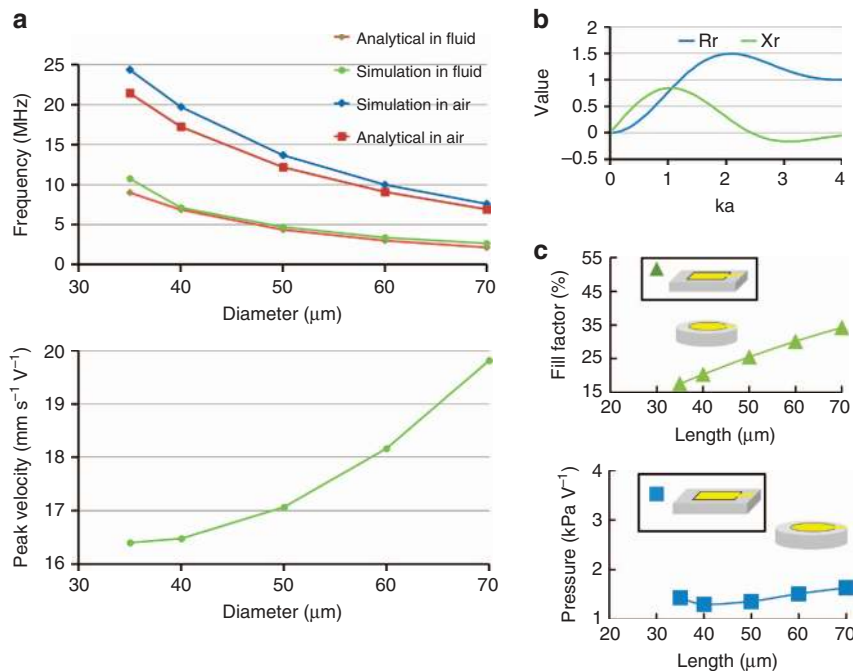 a
Analytical in fluid
Simulation in fluid
Simulation in air
Analytical in air
Frequency (MHz)
25
20
15
10
5
0
30 40 50 60 70
Diameter (μm)
Peak velocity (mm s⁻¹ V⁻¹)
20
19
18
17
16
30 40 50 60 70
Diameter (μm)
b
Rr Xr
Value
2
1.5
1
0.5
0
–0.5
0 1 2 3 4
ka
c
Fill factor (%)
55
45
35
25
15
20 30 40 50 60 70
Length (μm)
Pressure (kPa V⁻¹)
4
3
2
1
20 30 40 50 60 70
Length (μm)